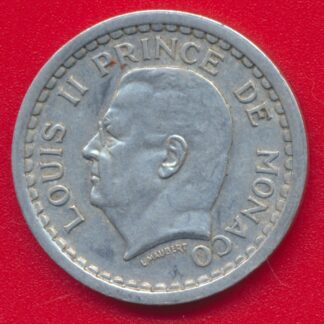 LOUIS II PRINCE DE MONACO
L MAUBERT